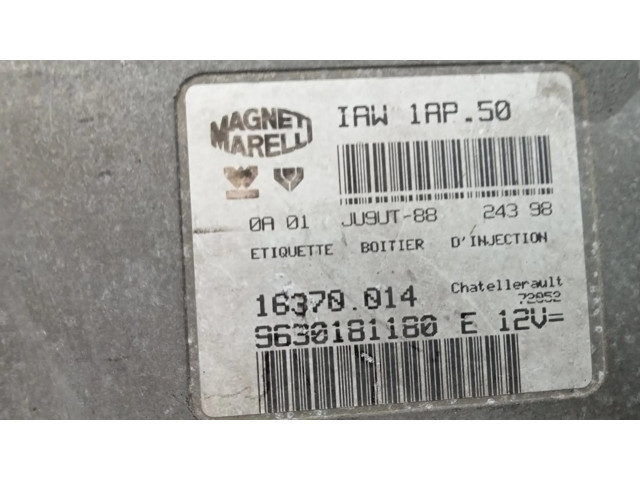 MAGNETI MARELLI
IAW 1AP.50
0A 01 JU9UT-88 243 98
ETIQUETTE BOITIER D'INJECTION
16370.014 Chatellerault
72052
9630181180 E 12V=